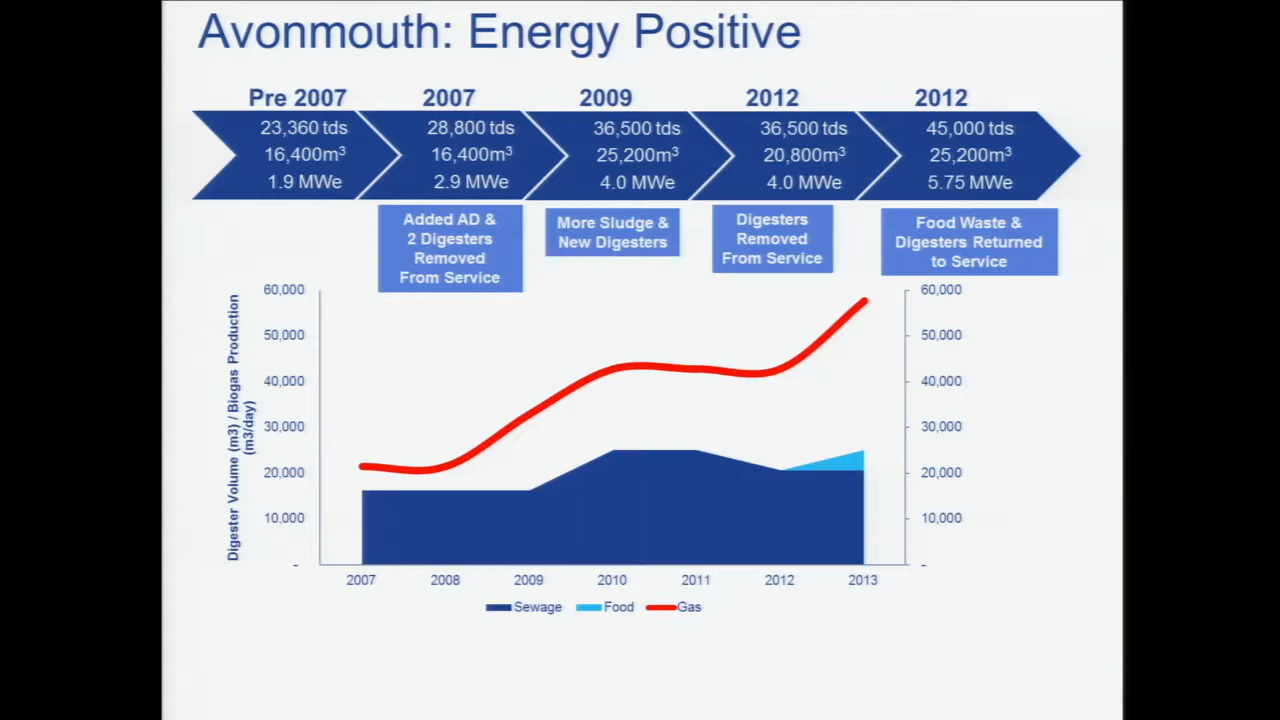 Avonmouth: Energy Positive
Pre 2007
23,360 tds
16,400m³
1.9 MWe
2007
28,800 tds
16,400m³
2.9 MWe
2009
36,500 tds
25,200m³
4.0 MWe
2012
36,500 tds
20,800m³
4.0 MWe
2012
45,000 tds
25,200m³
5.75 MWe
Added AD &
2 Digesters
Removed
From Service
More Sludge &
New Digesters
Digesters
Removed
From Service
Food Waste &
Digesters Returned
to Service
Digester Volume (m3) / Biogas Production
(m3/day)
60,000
50,000
40,000
30,000
20,000
10,000
-
60,000
50,000
40,000
30,000
20,000
10,000
-
2007 2008 2009 2010 2011 2012 2013
Sewage Food Gas